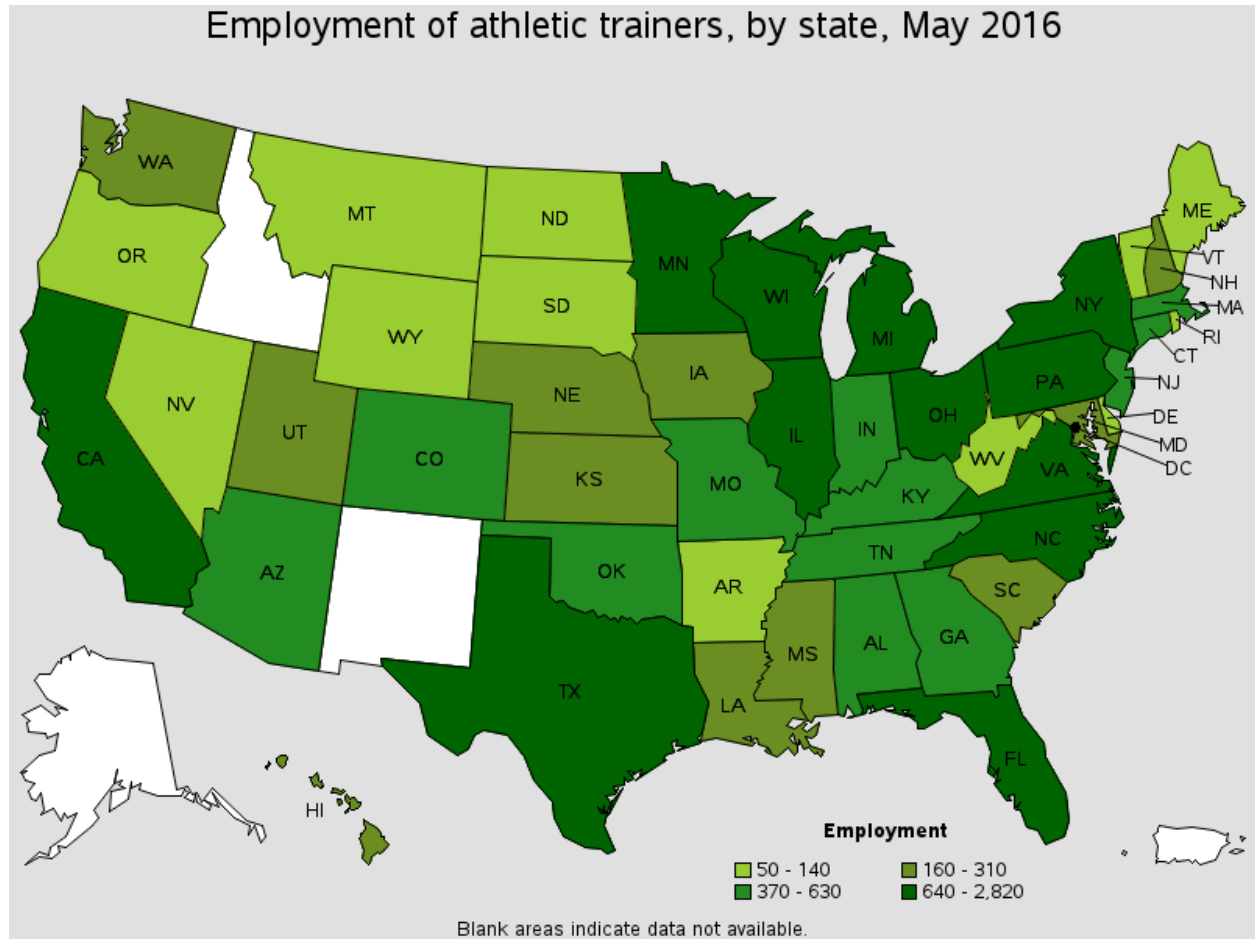 Employment of athletic trainers, by state, May 2016
WA
MT
ND
ME
OR
MN
VT
SD
WI
NH
NY
MA
WY
MI
RI
CT
IA
PA
NJ
NE
NV
OH
DE
UT
IL
IN
MD
CA
CO
WV
DC
VA
KS
MO
KY
NC
TN
AZ
OK
AR
SC
MS
AL
GA
TX
LA
FL
HI
Employment
50 - 140 160 - 310
370 - 630 640 - 2,820
Blank areas indicate data not available.